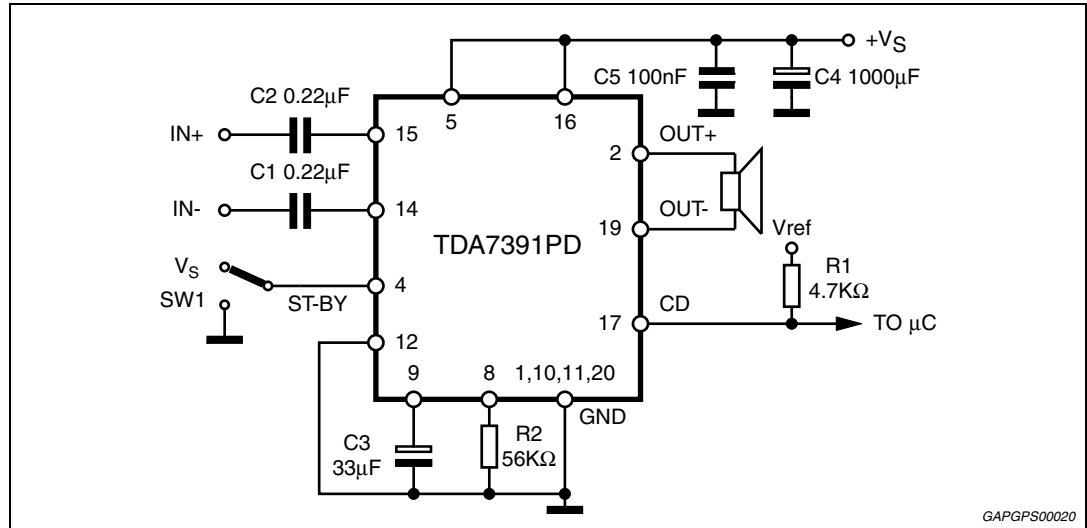 +VS
C5 100nF
C4 1000μF
C2 0.22μF
5
16
IN+
15
OUT+
2
C1 0.22μF
IN-
14
OUT-
19
TDA7391PD
Vref
VS
R1
4.7KΩ
SW1
ST-BY
4
CD
17
TO μC
12
9
8
1,10,11,20
GND
C3
33μF
R2
56KΩ
GAPGPS00020